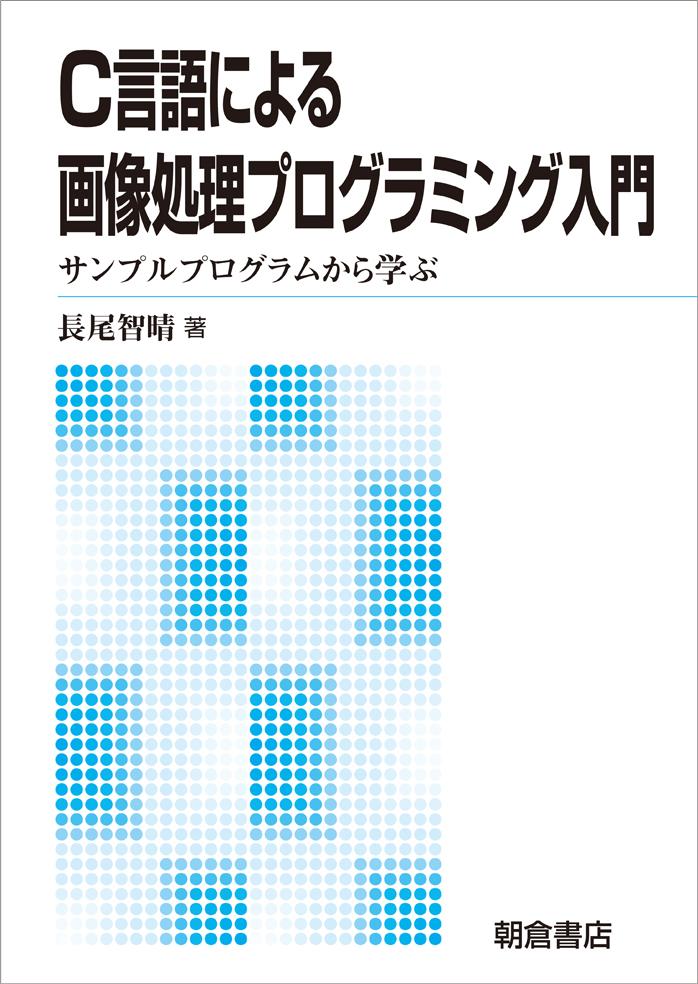 C言語による
画像処理プログラミング入門
サンプルプログラムから学ぶ
長尾智晴 著
朝倉書店